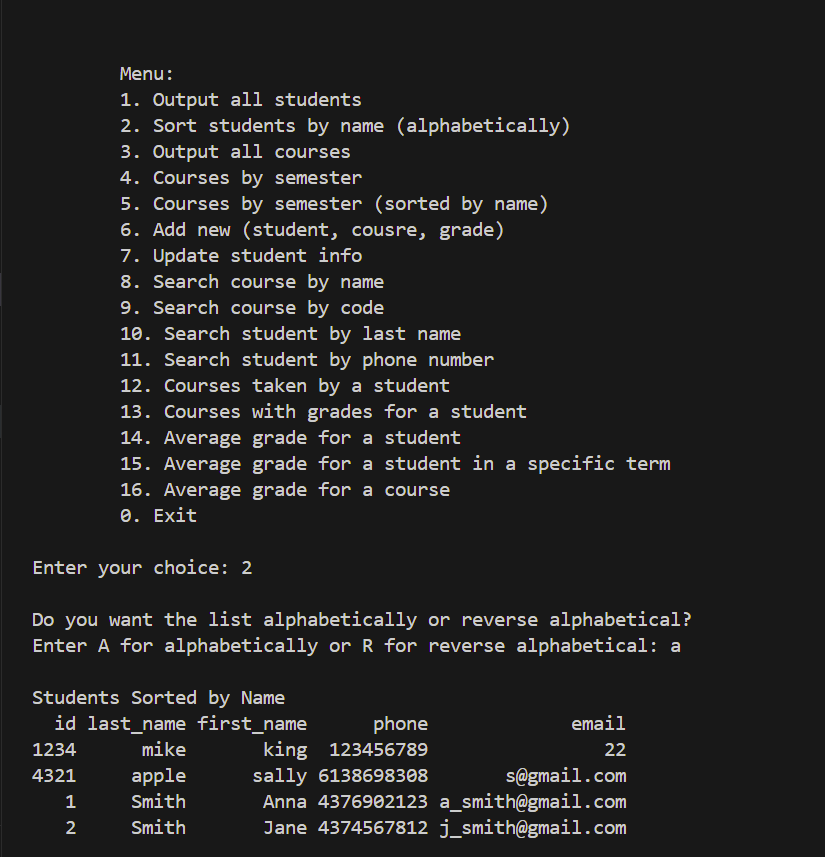 Menu:
1. Output all students
2. Sort students by name (alphabetically)
3. Output all courses
4. Courses by semester
5. Courses by semester (sorted by name)
6. Add new (student, cousre, grade)
7. Update student info
8. Search course by name
9. Search course by code
10. Search student by last name
11. Search student by phone number
12. Courses taken by a student
13. Courses with grades for a student
14. Average grade for a student
15. Average grade for a student in a specific term
16. Average grade for a course
0. Exit
Enter your choice: 2
Do you want the list alphabetically or reverse alphabetical?
Enter A for alphabetically or R for reverse alphabetical: a
Students Sorted by Name
id last_name first_name phone email
1234 mike king 123456789 22
4321 apple sally 6138698308 s@gmail.com
1 Smith Anna 4376902123 a_smith@gmail.com
2 Smith Jane 4374567812 j_smith@gmail.com